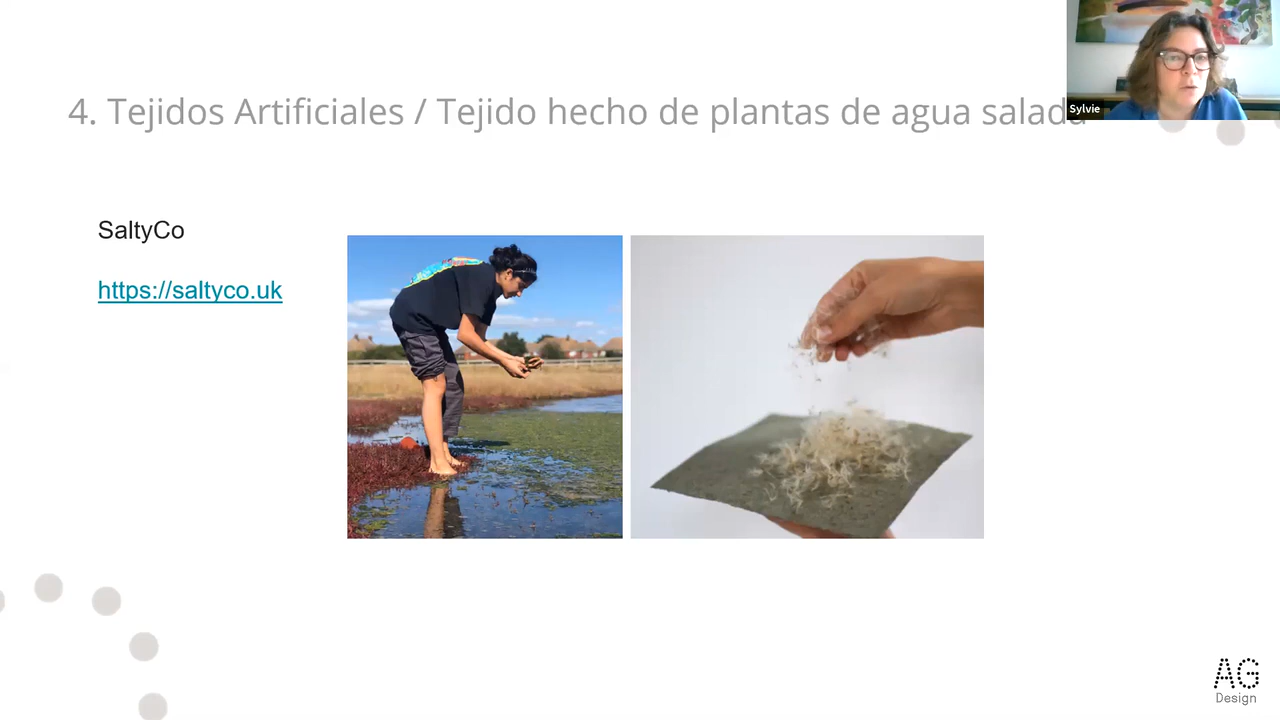 4. Tejidos Artificiales / Tejido hecho de plantas de agua salada
Sylvie
SaltyCo
https://saltyco.uk
AG
Design